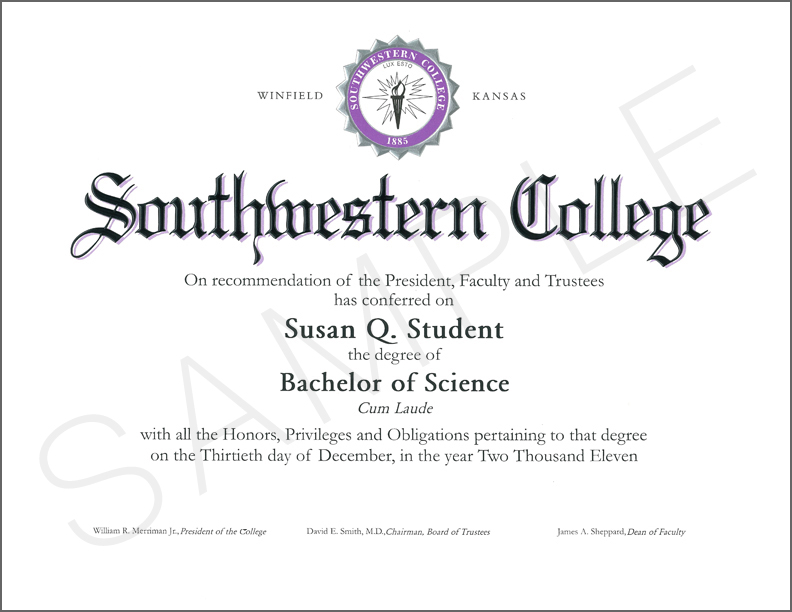 SOUTHWESTERN COLLEGE
LUX ESTO
1885
WINFIELD KANSAS
Southwestern College
On recommendation of the President, Faculty and Trustees
has conferred on
Susan Q. Student
the degree of
Bachelor of Science
Cum Laude
with all the Honors, Privileges and Obligations pertaining to that degree
on the Thirtieth day of December, in the year Two Thousand Eleven
William R. Merriman Jr., President of the College David E. Smith, M.D., Chairman, Board of Trustees James A. Sheppard, Dean of Faculty
SAMPLE